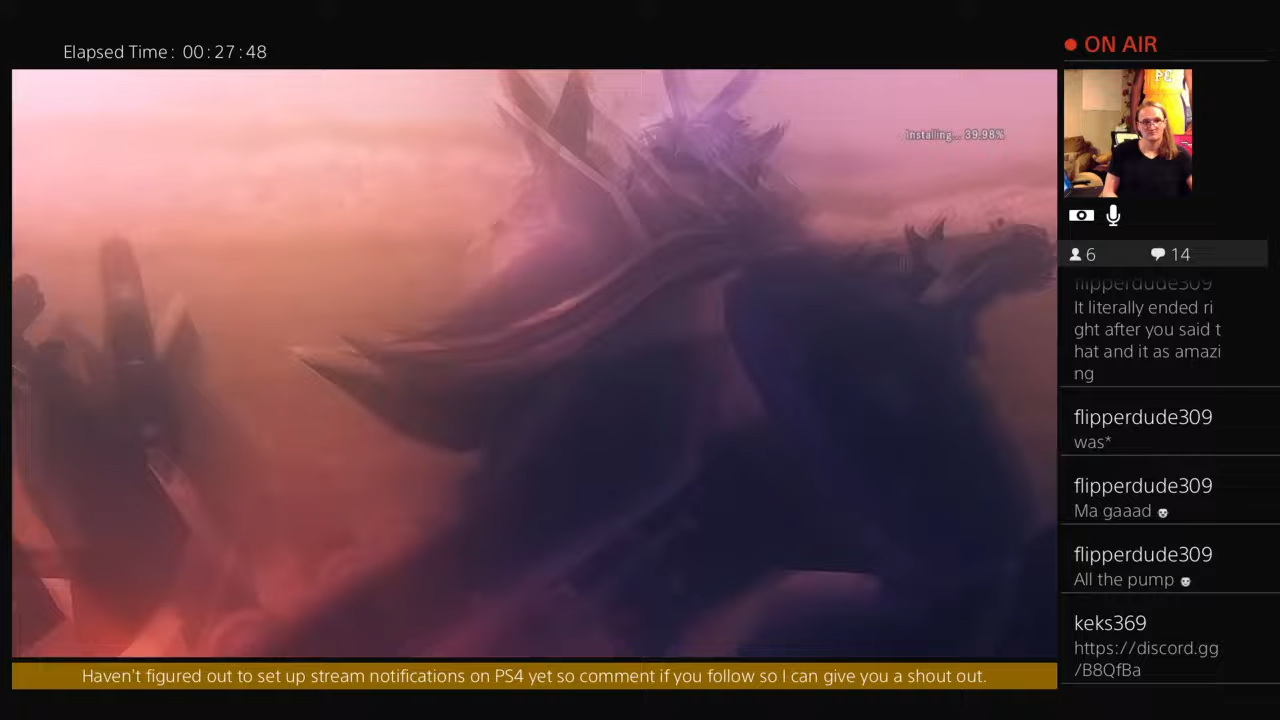 Elapsed Time: 00:27:48
ON AIR
Installing... 39.98%
6
14
flipperdude309
It literally ended ri
ght after you said t
hat and it as amazi
ng
flipperdude309
was*
flipperdude309
Ma gaaad
flipperdude309
All the pump
keks369
https://discord.gg
/B8QfBa
Haven't figured out to set up stream notifications on PS4 yet so comment if you follow so I can give you a shout out.